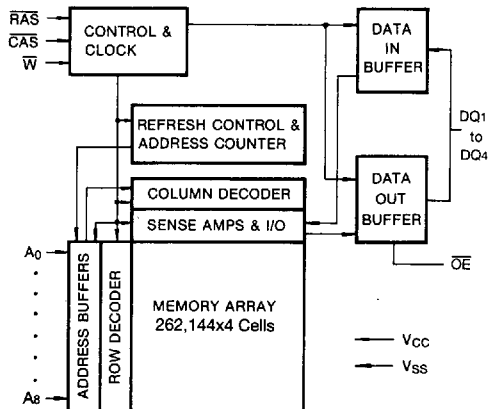 RAS
CAS
W
CONTROL &
CLOCK
DATA
IN
BUFFER
REFRESH CONTROL &
ADDRESS COUNTER
DQ1
to
DQ4
COLUMN DECODER
SENSE AMPS & I/O
DATA
OUT
BUFFER
OE
A0
A8
ADDRESS BUFFERS
ROW DECODER
MEMORY ARRAY
262,144x4 Cells
VCC
VSS